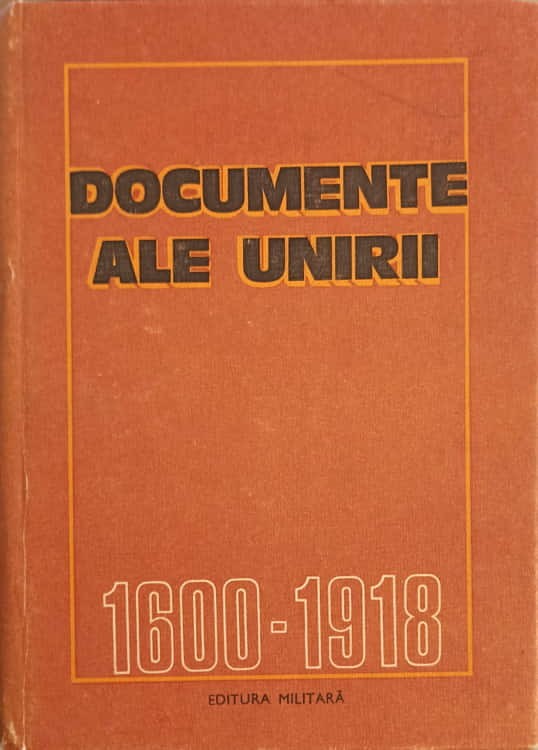 DOCUMENTE
ALE UNIRII
1600-1918
EDITURA MILITARĂ